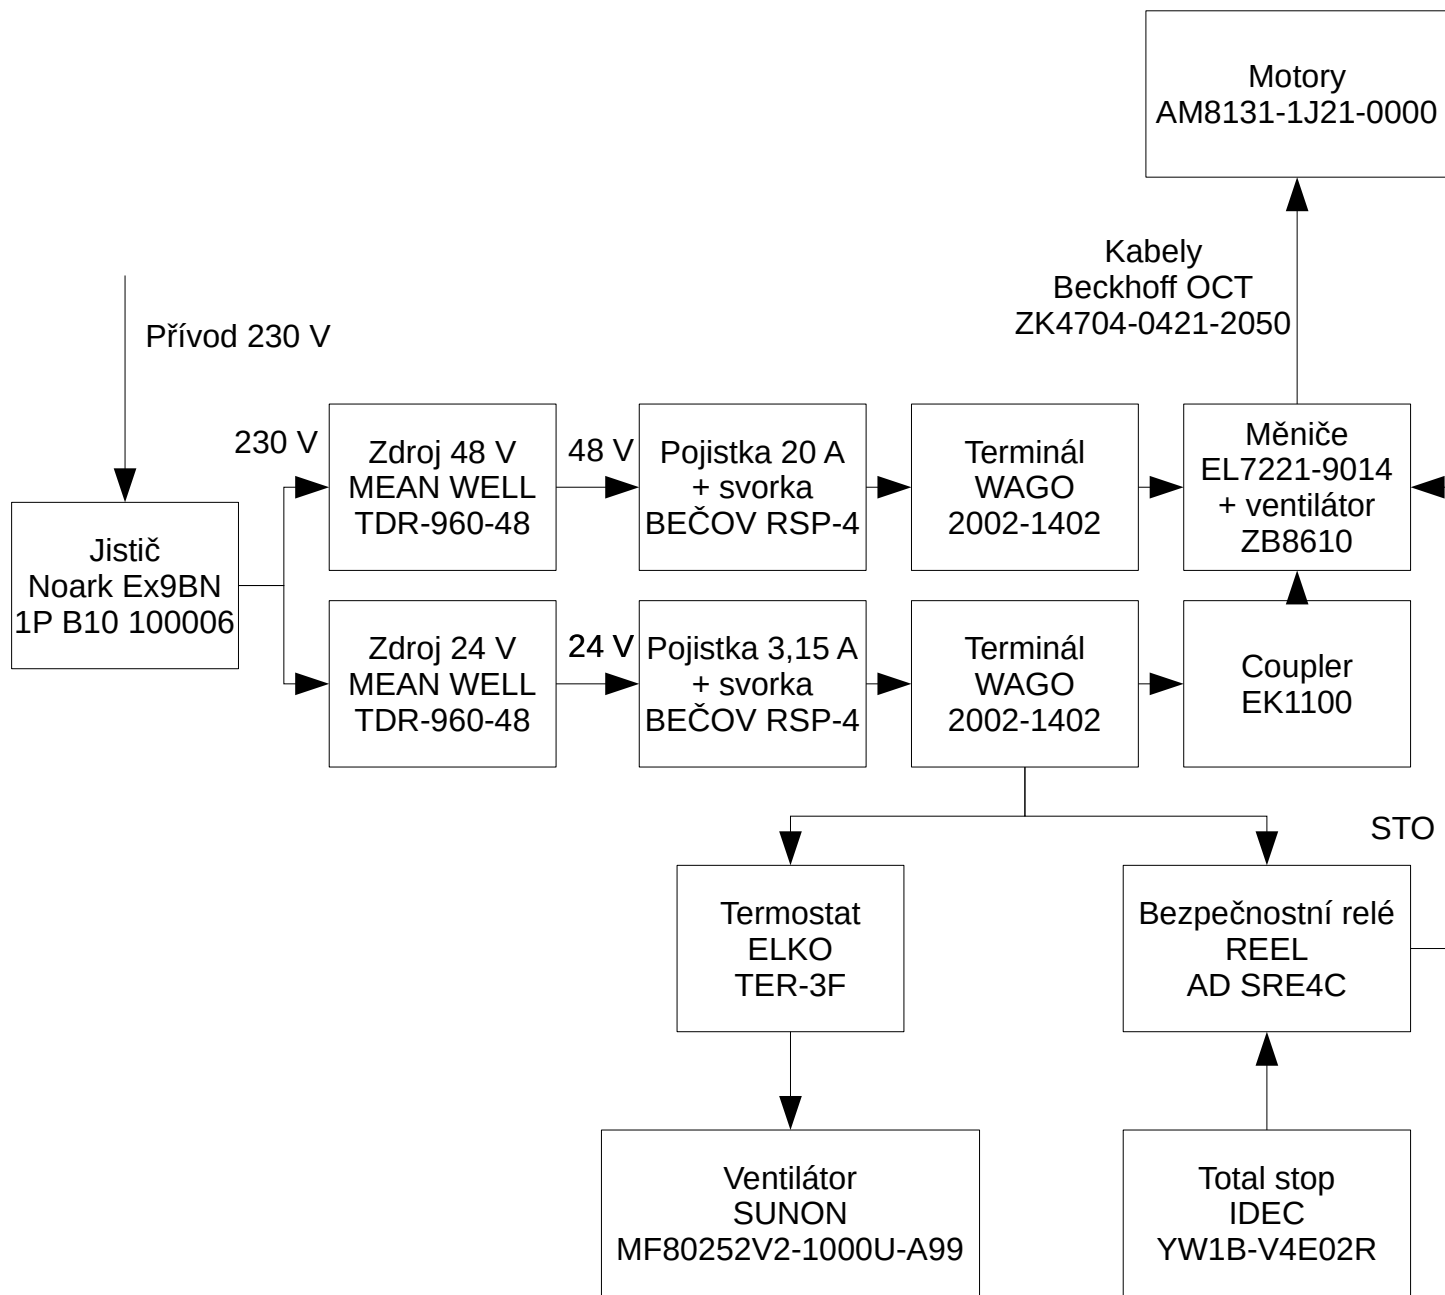 Motory
AM8131-1J21-0000
Kabely
Beckhoff OCT
ZK4704-0421-2050
Přívod 230 V
230 V
Zdroj 48 V
MEAN WELL
TDR-960-48
48 V
Pojistka 20 A
+ svorka
BEČOV RSP-4
Terminál
WAGO
2002-1402
Měniče
EL7221-9014
+ ventilátor
ZB8610
Jistič
Noark Ex9BN
1P B10 100006
Zdroj 24 V
MEAN WELL
TDR-960-48
24 V
Pojistka 3,15 A
+ svorka
BEČOV RSP-4
Terminál
WAGO
2002-1402
Coupler
EK1100
STO
Termostat
ELKO
TER-3F
Bezpečnostní relé
REEL
AD SRE4C
Ventilátor
SUNON
MF80252V2-1000U-A99
Total stop
IDEC
YW1B-V4E02R